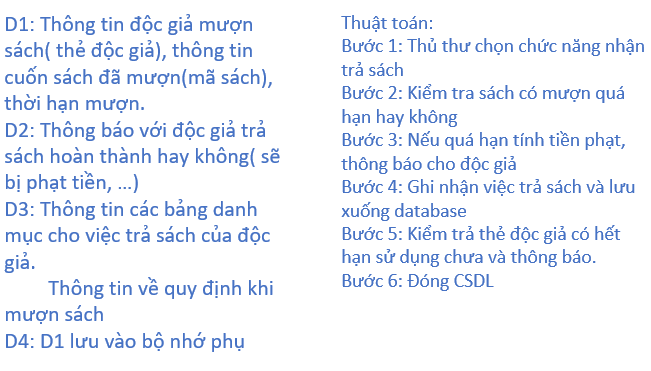 D1: Thông tin độc giả mượn
sách( thẻ độc giả), thông tin
cuốn sách đã mượn(mã sách),
thời hạn mượn.
D2: Thông báo với độc giả trả
sách hoàn thành hay không( sẽ
bị phạt tiền, ...)
D3: Thông tin các bảng danh
mục cho việc trả sách của độc
giả.
Thông tin về quy định khi
mượn sách
D4: D1 lưu vào bộ nhớ phụ
Thuật toán:
Bước 1: Thủ thư chọn chức năng nhận
trả sách
Bước 2: Kiểm tra sách có mượn quá
hạn hay không
Bước 3: Nếu quá hạn tính tiền phạt,
thông báo cho độc giả
Bước 4: Ghi nhận việc trả sách và lưu
xuống database
Bước 5: Kiểm trả thẻ độc giả có hết
hạn sử dụng chưa và thông báo.
Bước 6: Đóng CSDL